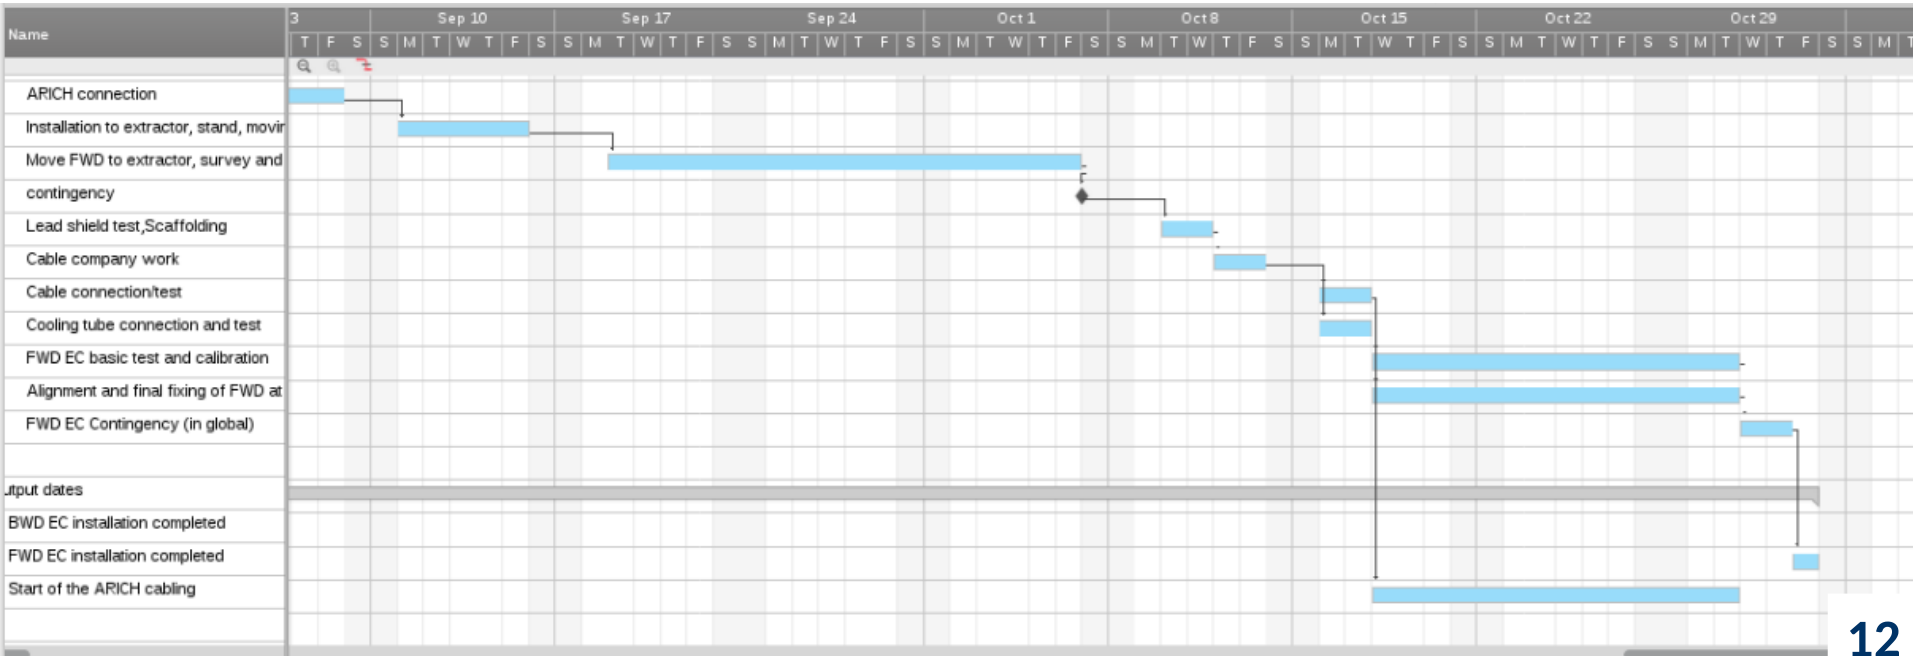 3 Sep 10 Sep 17 Sep 24 Oct 1 Oct 8 Oct 15 Oct 22 Oct 29
Name
T F S S M T W T F S S M T W T F S S M T W T F S S M T W T F S S M T W T F S S M T W T F S S M T W T F S S M T W T F S S M T
ARICH connection
Installation to extractor, stand, movin
Move FWD to extractor, survey and
contingency
Lead shield test,Scaffolding
Cable company work
Cable connection/test
Cooling tube connection and test
FWD EC basic test and calibration
Alignment and final fixing of FWD at
FWD EC Contingency (in global)
utput dates
BWD EC installation completed
FWD EC installation completed
Start of the ARICH cabling
12